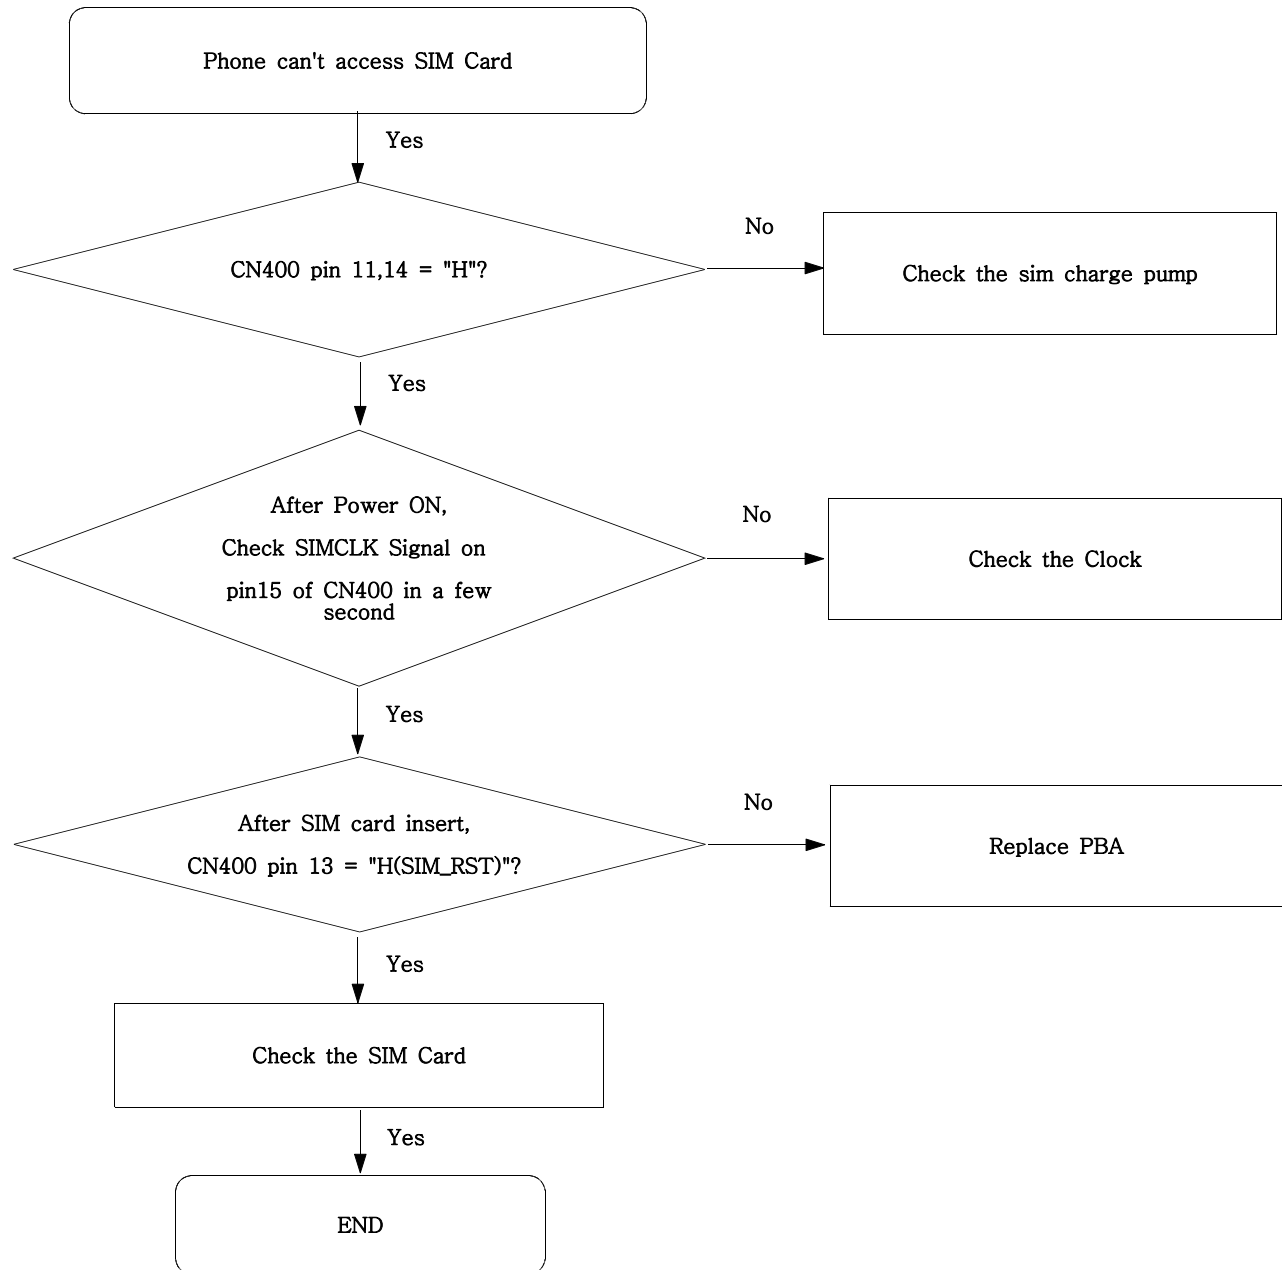 Phone can't access SIM Card
Yes
CN400 pin 11,14 = "H"?
No
Check the sim charge pump
Yes
After Power ON,
Check SIMCLK Signal on
pin15 of CN400 in a few
second
No
Check the Clock
Yes
After SIM card insert,
CN400 pin 13 = "H(SIM_RST)"?
No
Replace PBA
Yes
Check the SIM Card
Yes
END